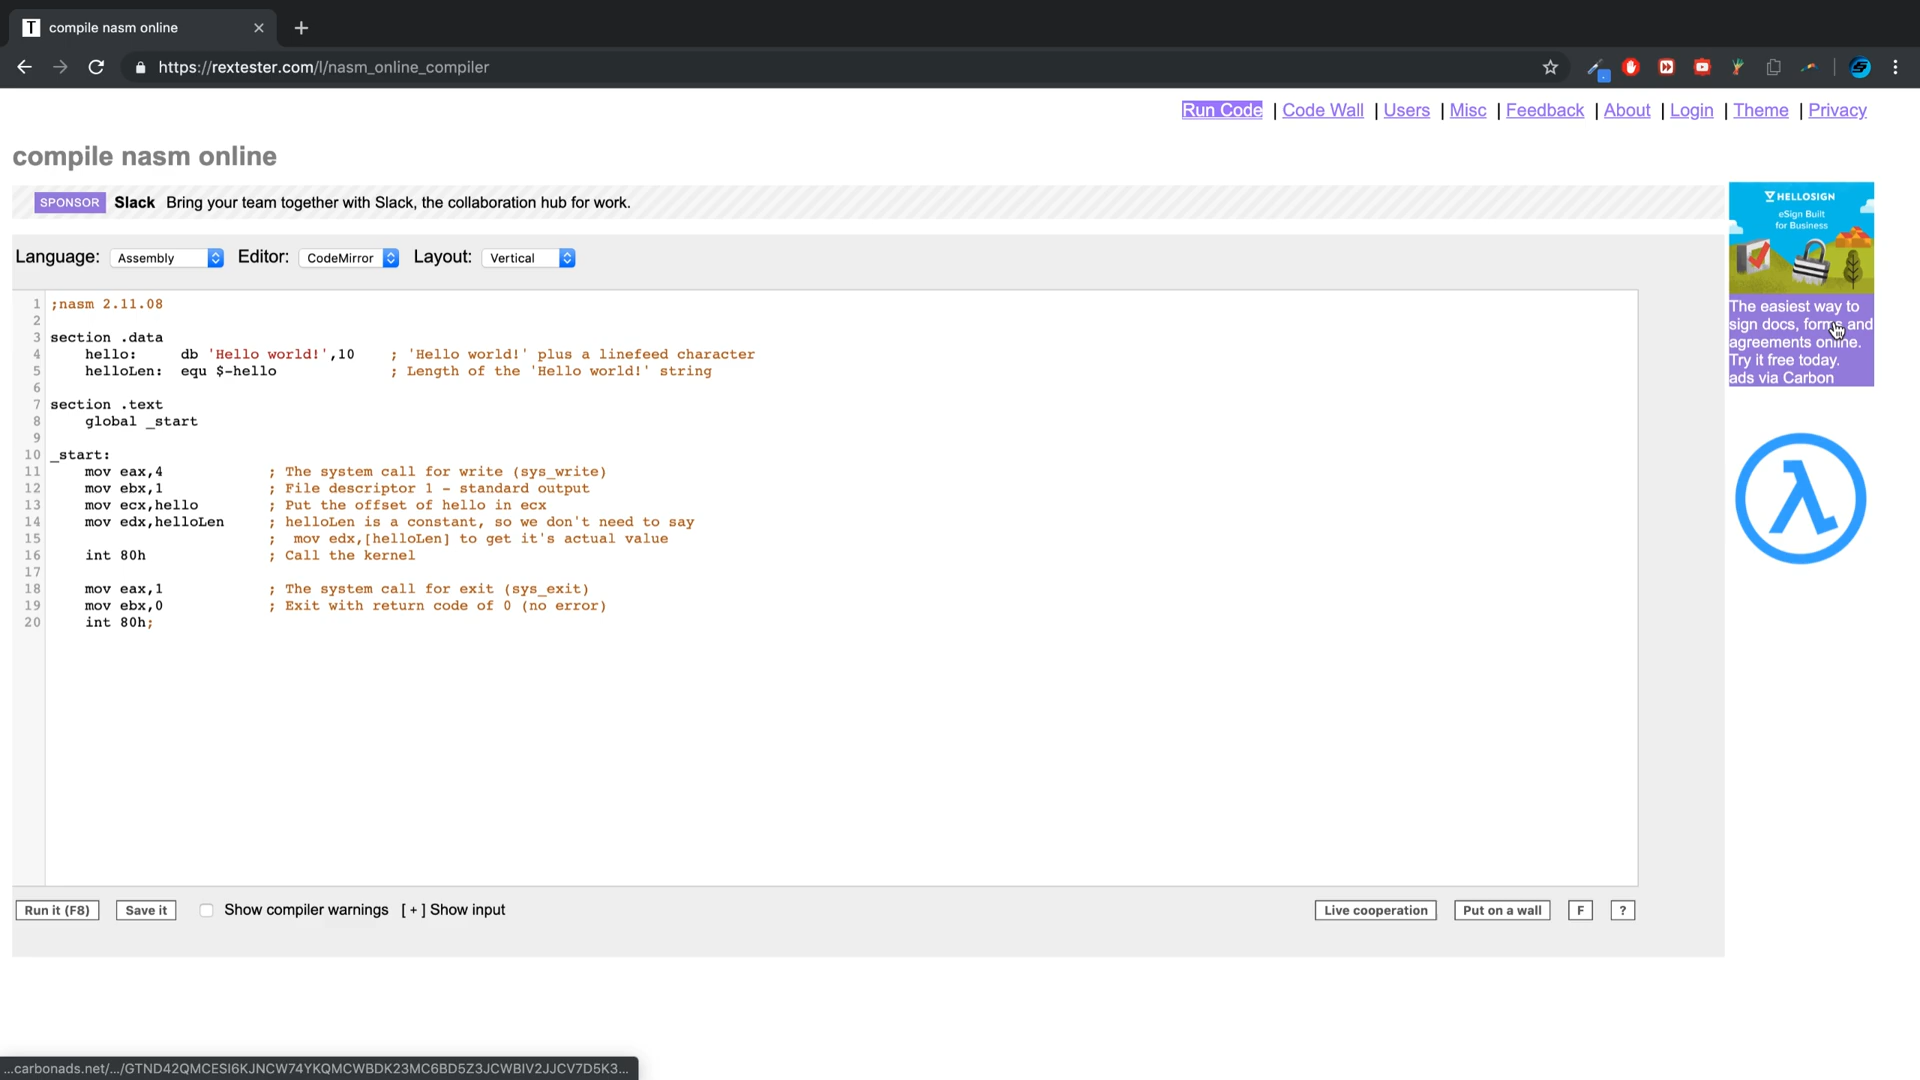 compile nasm online
https://rextester.com/l/nasm_online_compiler
Run Code | Code Wall | Users | Misc | Feedback | About | Login | Theme | Privacy
compile nasm online
SPONSOR Slack Bring your team together with Slack, the collaboration hub for work.
HELLOSIGN
eSign Built
for Business
The easiest way to
sign docs, forms and
agreements online.
Try it free today.
ads via Carbon
Language: Assembly Editor: CodeMirror Layout: Vertical
1 ;nasm 2.11.08
2
3 section .data
4 hello: db 'Hello world!',10 ; 'Hello world!' plus a linefeed character
5 helloLen: equ $-hello ; Length of the 'Hello world!' string
6
7 section .text
8 global _start
9
10 _start:
11 mov eax,4 ; The system call for write (sys_write)
12 mov ebx,1 ; File descriptor 1 - standard output
13 mov ecx,hello ; Put the offset of hello in ecx
14 mov edx,helloLen ; helloLen is a constant, so we don't need to say
15 ; mov edx,[helloLen] to get it's actual value
16 int 80h ; Call the kernel
17
18 mov eax,1 ; The system call for exit (sys_exit)
19 mov ebx,0 ; Exit with return code of 0 (no error)
20 int 80h;
Run it (F8) Save it Show compiler warnings [ + ] Show input Live cooperation Put on a wall F ?
...carbonads.net/.../GTND42QMCESI6KJNCW74YKQMCWBDK23MC6BD5Z3JCWBIV2JJCV7D5K3...